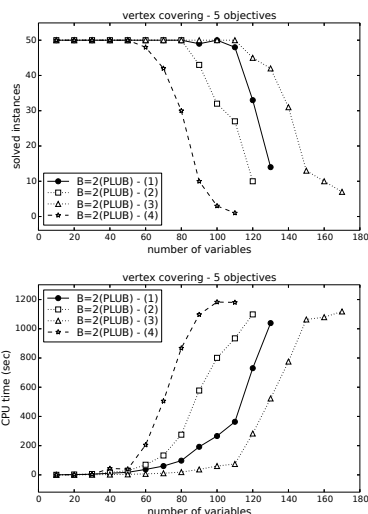 vertex covering - 5 objectives
50
40
30
20
10
0
solved instances
B=2(PLUB) - (1)
B=2(PLUB) - (2)
B=2(PLUB) - (3)
B=2(PLUB) - (4)
0 20 40 60 80 100 120 140 160 180
number of variables
vertex covering - 5 objectives
1200
1000
800
600
400
200
0
CPU time (sec)
B=2(PLUB) - (1)
B=2(PLUB) - (2)
B=2(PLUB) - (3)
B=2(PLUB) - (4)
0 20 40 60 80 100 120 140 160 180
number of variables